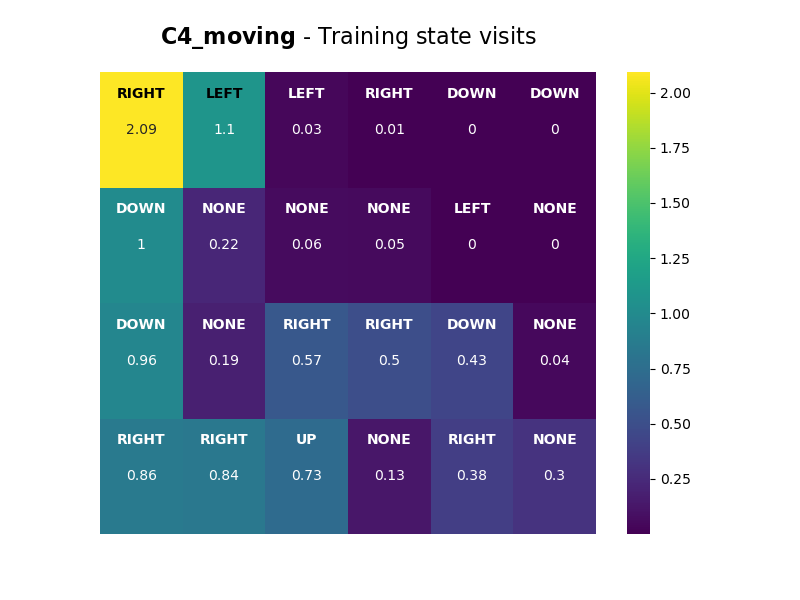 C4_moving - Training state visits
RIGHT LEFT LEFT RIGHT DOWN DOWN
2.09 1.1 0.03 0.01 0 0
DOWN NONE NONE NONE LEFT NONE
1 0.22 0.06 0.05 0 0
DOWN NONE RIGHT RIGHT DOWN NONE
0.96 0.19 0.57 0.5 0.43 0.04
RIGHT RIGHT UP NONE RIGHT NONE
0.86 0.84 0.73 0.13 0.38 0.3
2.00
1.75
1.50
1.25
1.00
0.75
0.50
0.25